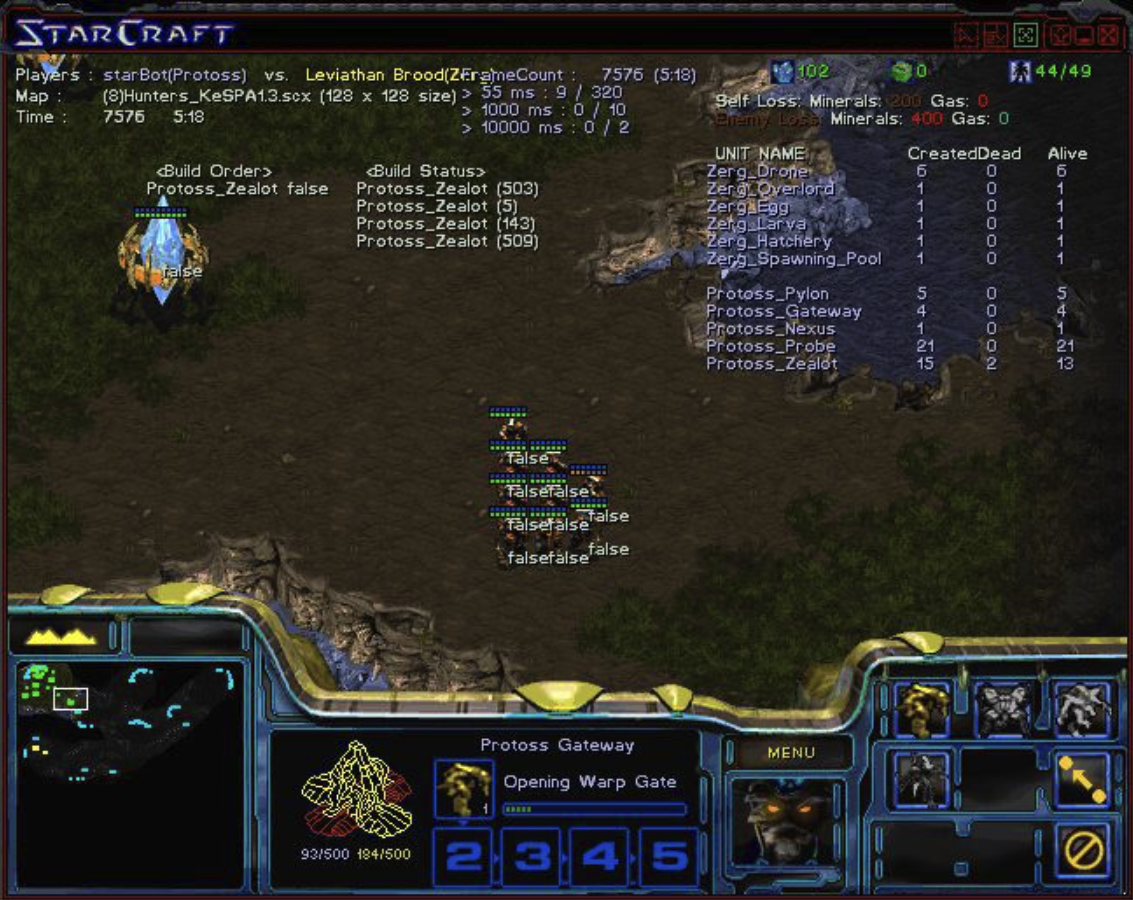 STARCRAFT
Players : starBot(Protoss) vs. Leviathan Brood(Zerg) FrameCount : 7576 (5:18)
Map : (8)Hunters_KeSPA1.3.scx (128 x 128 size)
Time : 7576 5:18
> 55 ms : 9 / 320
> 1000 ms : 0 / 10
> 10000 ms : 0 / 2
102 0 44/49
Self Loss: Minerals: 200 Gas: 0
Enemy Loss: Minerals: 400 Gas: 0
<Build Order>
Protoss_Zealot false
<Build Status>
Protoss_Zealot (503)
Protoss_Zealot (5)
Protoss_Zealot (143)
Protoss_Zealot (509)
UNIT NAME CreatedDead Alive
Zerg_Drone 6 0 6
Zerg_Overlord 1 0 1
Zerg_Egg 1 0 1
Zerg_Larva 1 0 1
Zerg_Hatchery 1 0 1
Zerg_Spawning_Pool 1 0 1
Protoss_Pylon 5 0 5
Protoss_Gateway 4 0 4
Protoss_Nexus 1 0 1
Protoss_Probe 21 0 21
Protoss_Zealot 15 2 13
false
false
falsefalse
false
falsefalse
false
falsefalse
Protoss Gateway
Opening Warp Gate
1
93/500 184/500
2 3 4 5
MENU